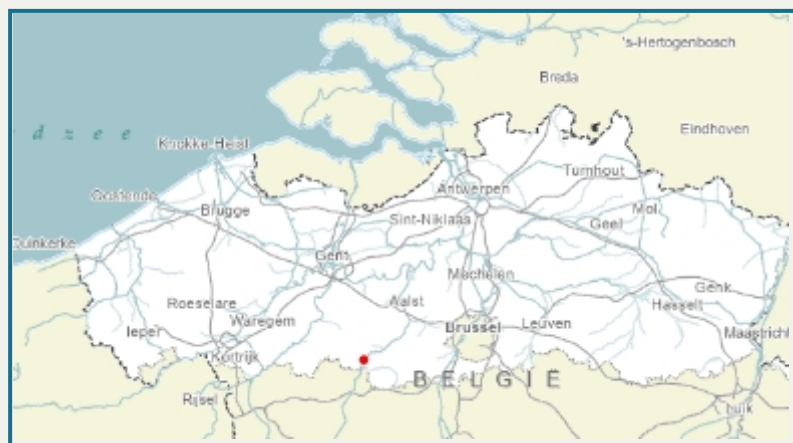 's-Hertogenbosch
Breda
d z e e
Eindhoven
Knokke-Heist
Turnhout
Antwerpen
Oostende
Mol
Brugge
Sint-Niklaas
Geel
Duinkerke
Gent
Mechelen
Genk
Roeselare
Aalst
Hasselt
Waregem
Ieper
Brussel
Leuven
Maastricht
Kortrijk
BELGIË
Rijsel
Luik